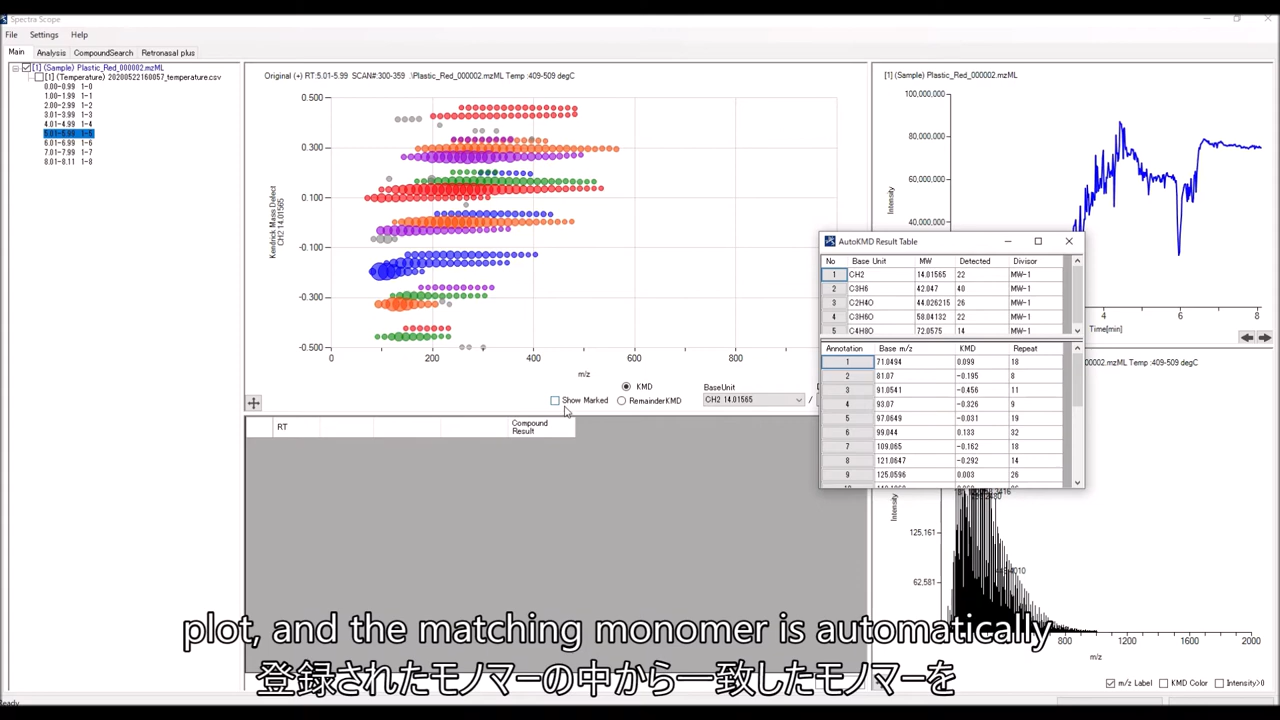 Spectra Scope
File Settings Help
Main Analysis CompoundSearch Retronasal plus
[1] (Sample) Plastic_Red_000002.mzML
[1] (Temperature) 20200522160057_temperature.csv
0.00-0.99 1-0
1.00-1.99 1-1
2.00-2.99 1-2
3.01-3.99 1-3
4.01-4.99 1-4
5.01-5.99 1-5
6.01-6.99 1-6
7.01-7.99 1-7
8.01-8.11 1-8
Original (+) RT:5.01-5.99 SCAN#:300-359 .\Plastic_Red_000002.mzML Temp :409-509 degC
0.500
0.300
0.100
-0.100
-0.300
-0.500
Kendrick Mass Defect
CH2 14.01565
0 200 400 600 800
m/z
KMD
Show Marked
RemainderKMD
BaseUnit
CH2 14.01565
/
RT
Compound
Result
[1] (Sample) Plastic_Red_000002.mzML
100,000,000
80,000,000
60,000,000
40,000,000
Intensity
4 6 8
Time[min]
AutoKMD Result Table
No Base Unit MW Detected Divisor
1 CH2 14.01565 22 MW-1
2 C3H6 42.047 40 MW-1
3 C2H4O 44.026215 26 MW-1
4 C3H6O 58.04132 22 MW-1
5 C4H8O 72.0575 14 MW-1
Annotation Base m/z KMD Repeat
1 71.0494 0.099 18
2 81.07 -0.195 8
3 91.0541 -0.456 11
4 93.07 -0.326 9
5 97.0649 -0.031 19
6 99.044 0.133 32
7 109.065 -0.162 18
8 121.0647 -0.292 14
9 125.0596 0.003 26
002.mzML Temp :409-509 degC
Intensity
125,161
62,581
800 1200 1600 2000
m/z
m/z Label KMD Color Intensity>0
plot, and the matching monomer is automatically
登録されたモノマーの中から一致したモノマーを
Ready